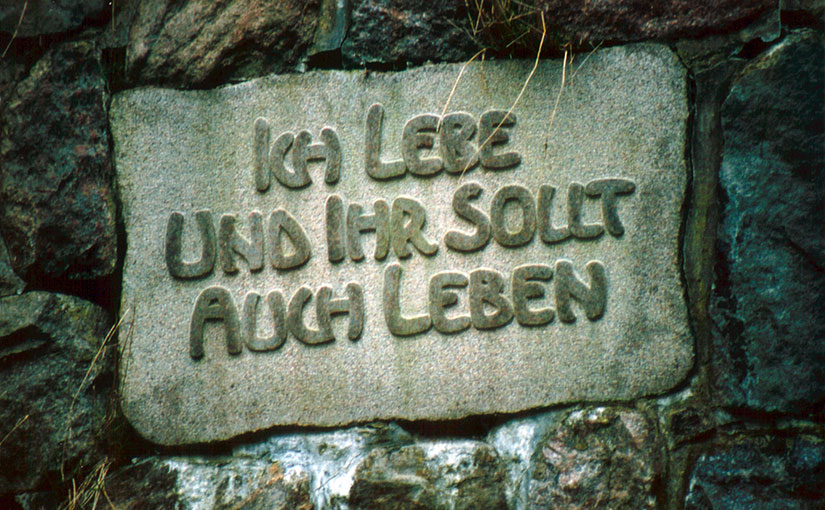 Ich Lebe
und Ihr Sollt
Auch Leben